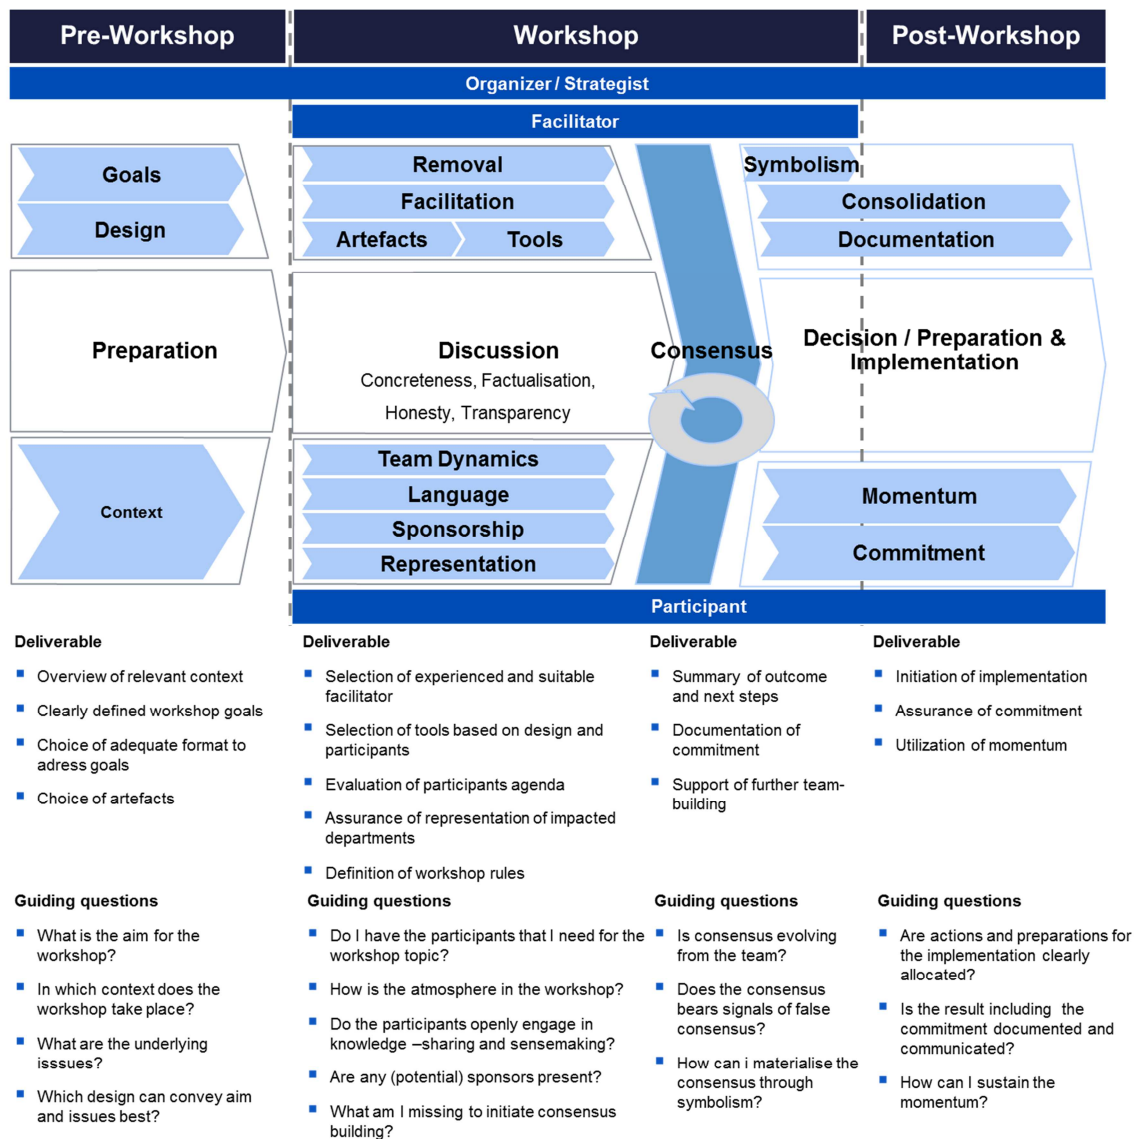 Pre-Workshop
Workshop
Post-Workshop
Organizer / Strategist
Facilitator
Goals
Design
Removal
Facilitation
Artefacts
Tools
Symbolism
Consolidation
Documentation
Preparation
Discussion
Concreteness, Factualisation,
Honesty, Transparency
Consensus
Decision / Preparation &
Implementation
Context
Team Dynamics
Language
Sponsorship
Representation
Momentum
Commitment
Participant
Deliverable
Overview of relevant context
Clearly defined workshop goals
Choice of adequate format to
adress goals
Choice of artefacts
Deliverable
Selection of experienced and suitable
facilitator
Selection of tools based on design and
participants
Evaluation of participants agenda
Assurance of representation of impacted
departments
Definition of workshop rules
Deliverable
Summary of outcome
and next steps
Documentation of
commitment
Support of further team-
building
Deliverable
Initiation of implementation
Assurance of commitment
Utilization of momentum
Guiding questions
What is the aim for the
workshop?
In which context does the
workshop take place?
What are the underlying
isssues?
Which design can convey aim
and issues best?
Guiding questions
Do I have the participants that I need for the
workshop topic?
How is the atmosphere in the workshop?
Do the participants openly engage in
knowledge –sharing and sensemaking?
Are any (potential) sponsors present?
What am I missing to initiate consensus
building?
Guiding questions
Is consensus evolving
from the team?
Does the consensus
bears signals of false
consensus?
How can i materialise the
consensus through
symbolism?
Guiding questions
Are actions and preparations for
the implementation clearly
allocated?
Is the result including the
commitment documented and
communicated?
How can I sustain the
momentum?